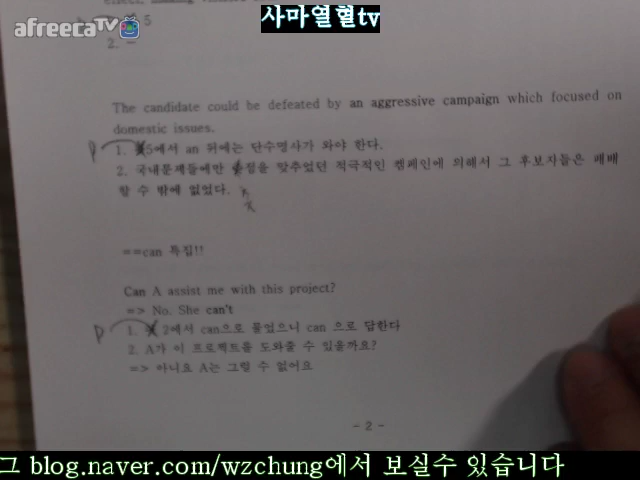 사마열혈tv
afreecaTV
5
2. -
The candidate could be defeated by an aggressive campaign which focused on
domestic issues.
P 1. 5에서 an 뒤에는 단수명사가 와야 한다.
2. 국내문제들에만 점을 맞추었던 적극적인 켐페인에 의해서 그 후보자들은 패배
할 수 밖에 없었다.
==can 특집!!
Can A assist me with this project?
=> No. She can't
P 1. 2에서 can으로 물었으니 can 으로 답한다
2. A가 이 프로젝트를 도와줄 수 있을까요?
=> 아니요 A는 그럴 수 없어요
- 2 -
그 blog.naver.com/wzchung에서 보실수 있습니다